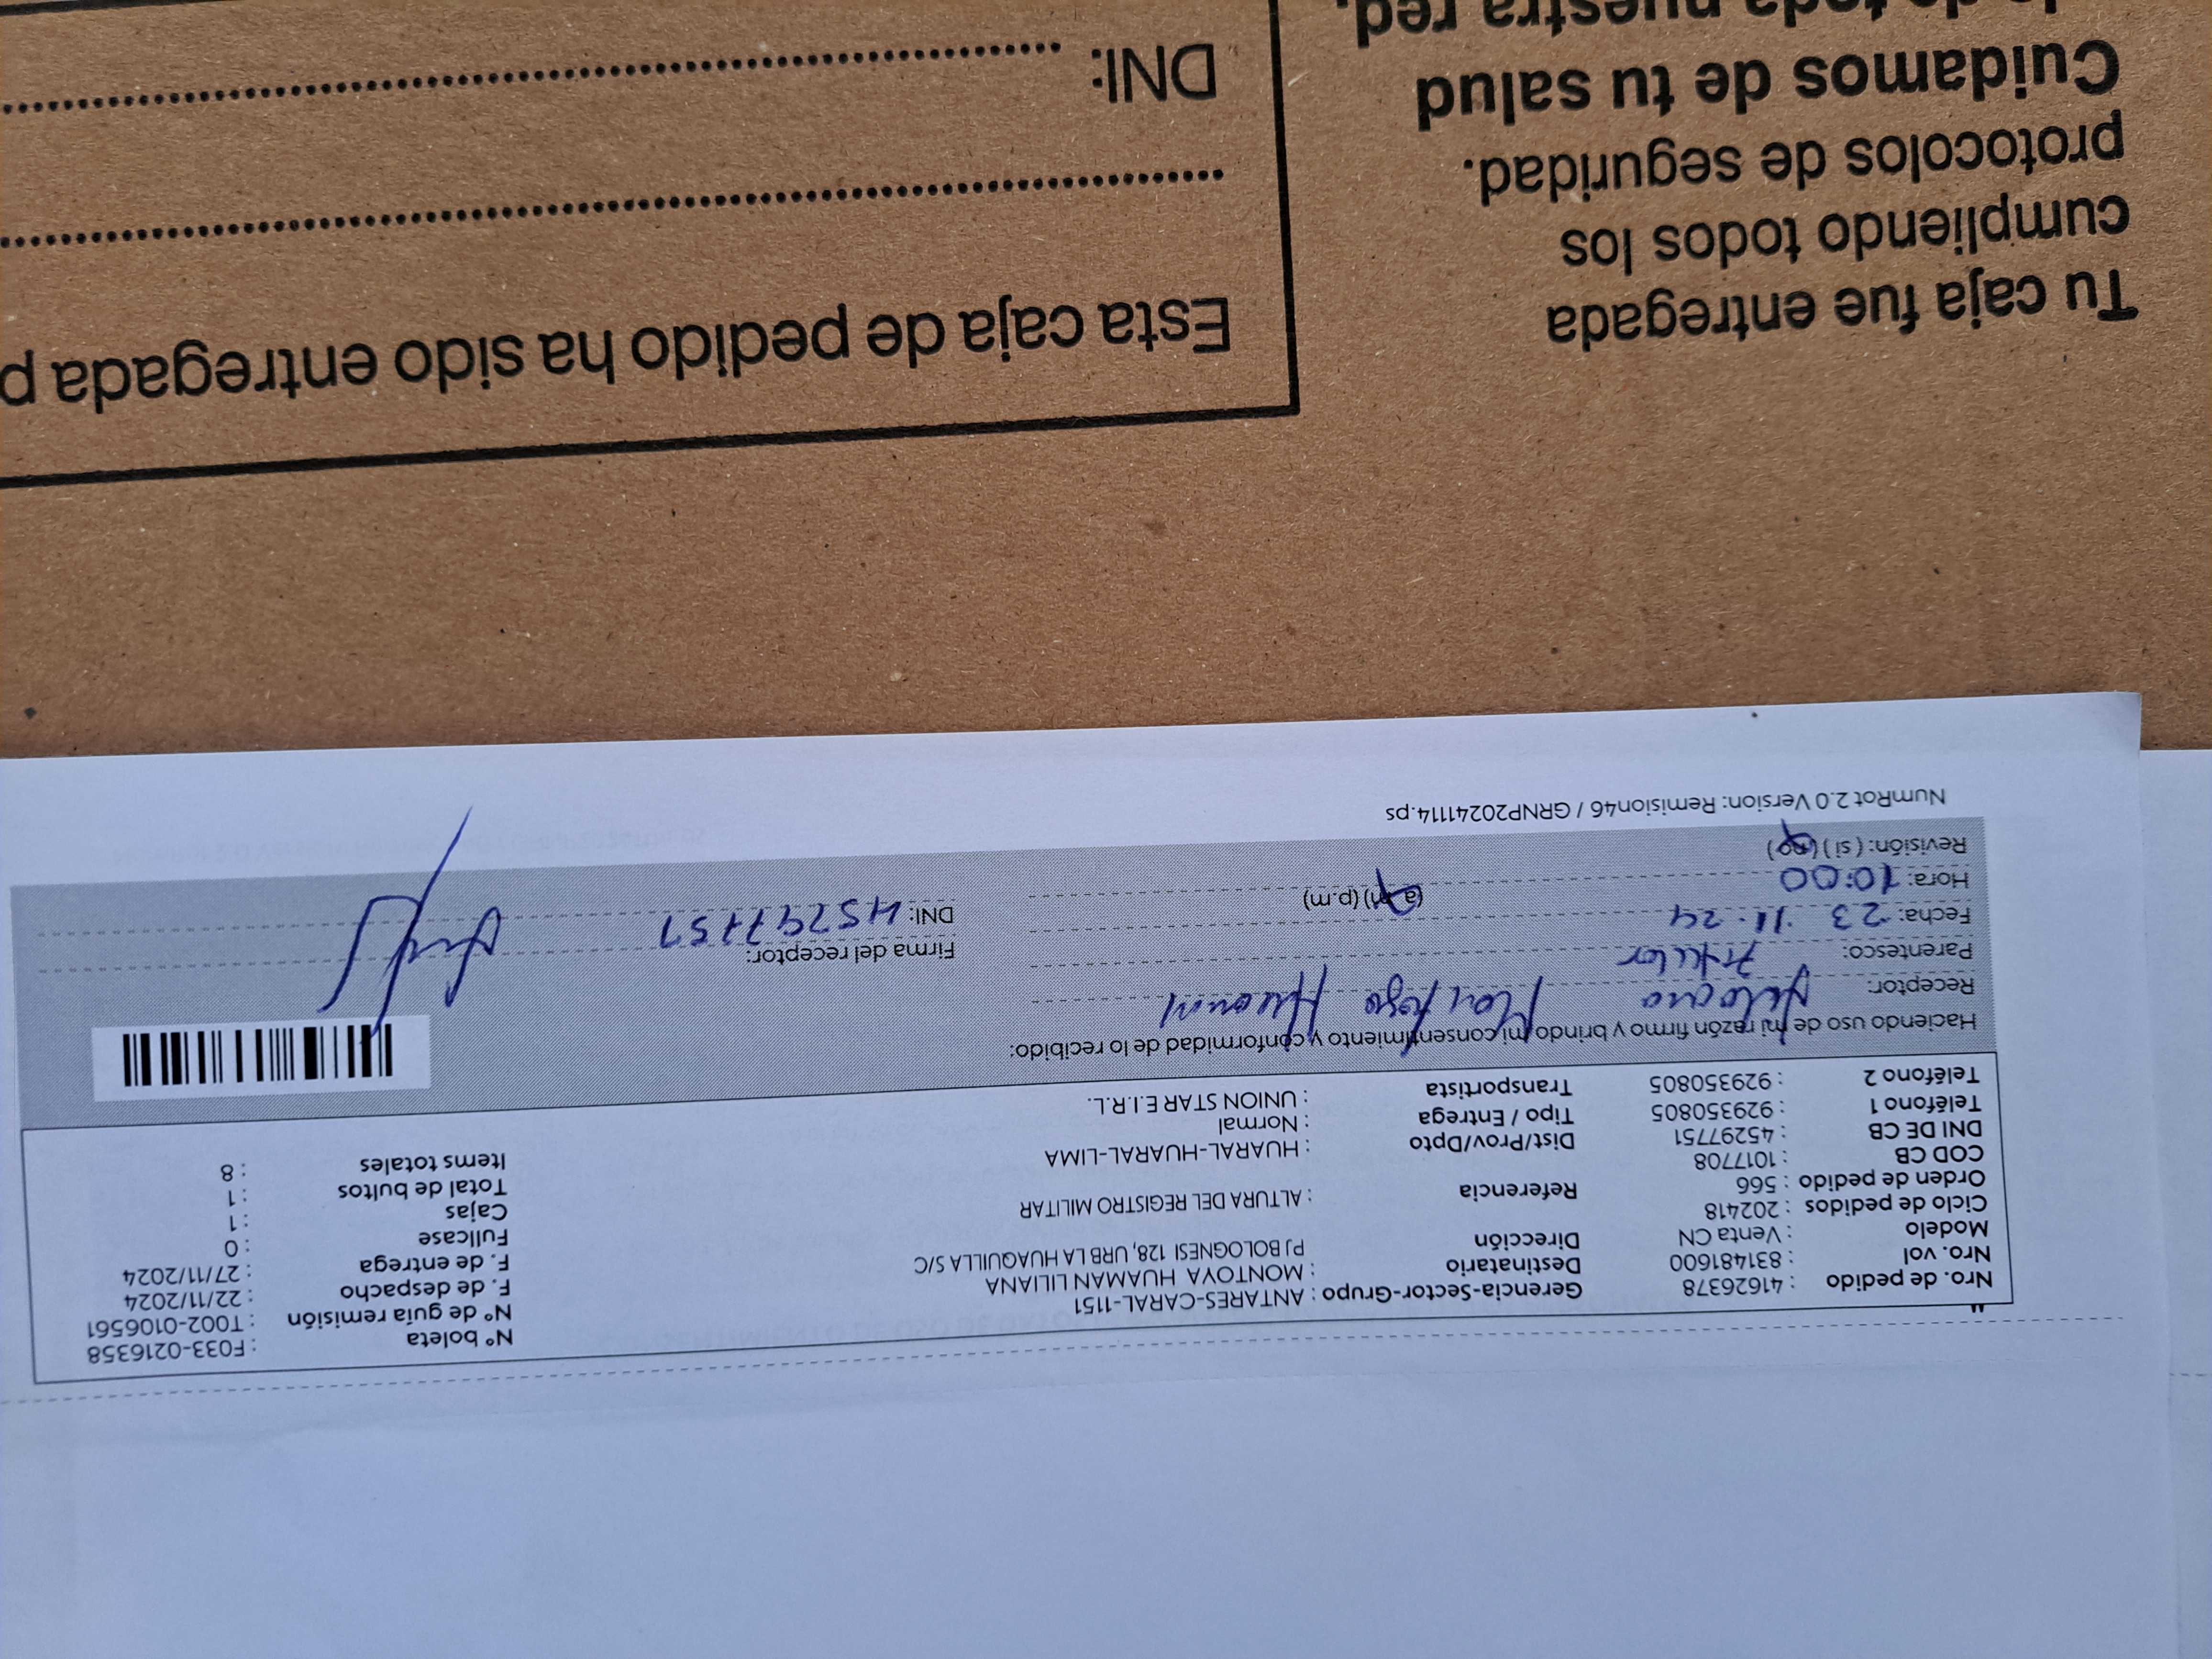 Nro. de pedido : 41626378
Nro. vol : 831481600
Modelo : Venta CN
Ciclo de pedidos : 202418
Orden de pedido : 566
COD CB : 1017708
DNI DE CB : 45297751
Teléfono 1 : 929350805
Teléfono 2 : 929350805
Gerencia-Sector-Grupo : ANTARES-CARAL-1151
Destinatario : MONTOYA HUAMAN LILIANA
Dirección PJ BOLOGNESI 128, URB LA HUAQUILLA S/C
Referencia : ALTURA DEL REGISTRO MILITAR
Dist/Prov/Dpto : HUARAL-HUARAL-LIMA
Tipo / Entrega : Normal
Transportista : UNION STAR E.I.R.L.
N° boleta : F033-0216358
N° de guía remisión : T002-0106561
F. de despacho : 22/11/2024
F. de entrega : 27/11/2024
Fullcase : 0
Cajas : 1
Total de bultos : 1
Items totales : 8
Haciendo uso de mi razón firmo y brindo mi consentimiento y conformidad de lo recibido:
Receptor:
Parentesco:
Fecha: 23 11-24
Hora: 10:00 (a.m) (p.m)
Revisión: (si) (no)
Firma del receptor:
DNI: 45297751
NumRot 2.0 Version: Remision46 / GRNP20241114.ps
Tu caja fue entregada
cumpliendo todos los
protocolos de seguridad.
Cuidamos de tu salud
de toda nuestra red.
Esta caja de pedido ha sido entregada p
DNI: